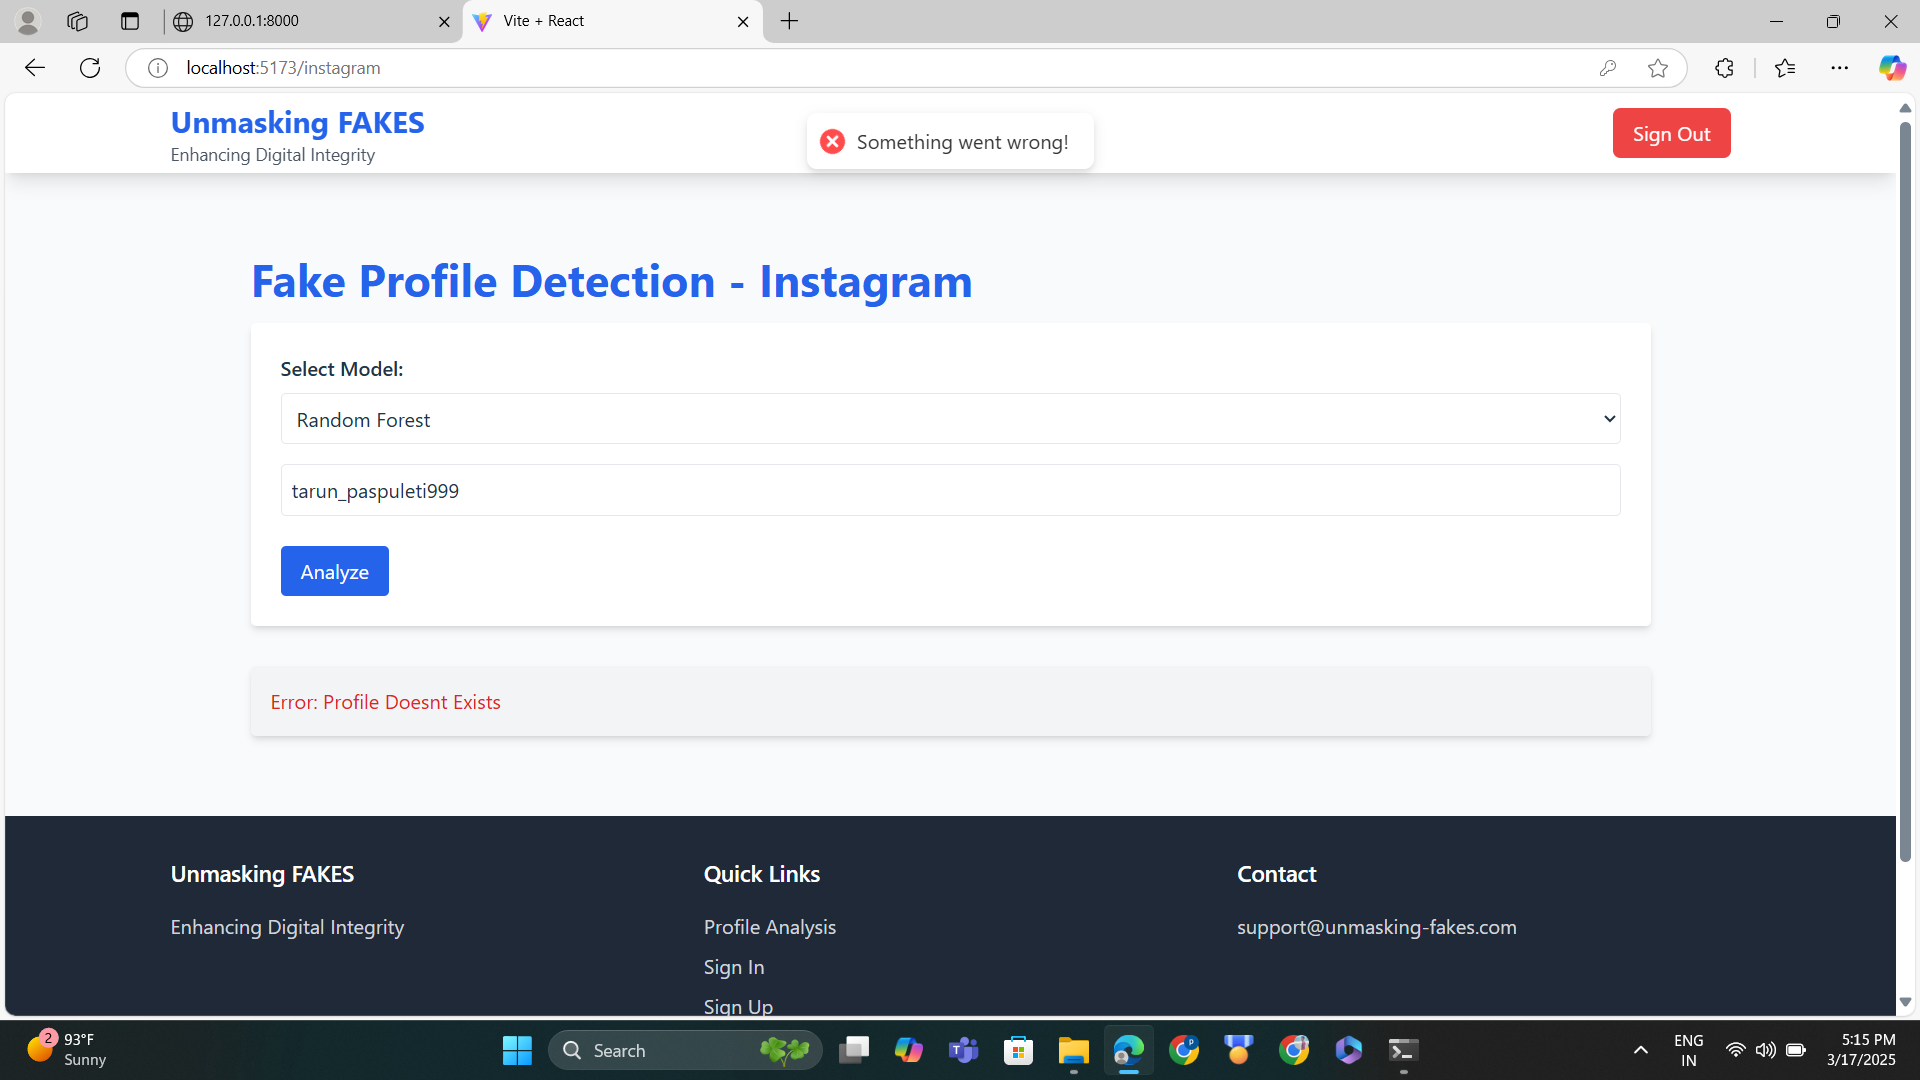 127.0.0.1:8000
Vite + React
localhost:5173/instagram
Unmasking FAKES
Enhancing Digital Integrity
Something went wrong!
Sign Out
Fake Profile Detection - Instagram
Select Model:
Random Forest
tarun_paspuleti999
Analyze
Error: Profile Doesnt Exists
Unmasking FAKES
Enhancing Digital Integrity
Quick Links
Profile Analysis
Sign In
Sign Up
Contact
support@unmasking-fakes.com
2
93°F
Sunny
Search
T
P
ENG
IN
5:15 PM
3/17/2025